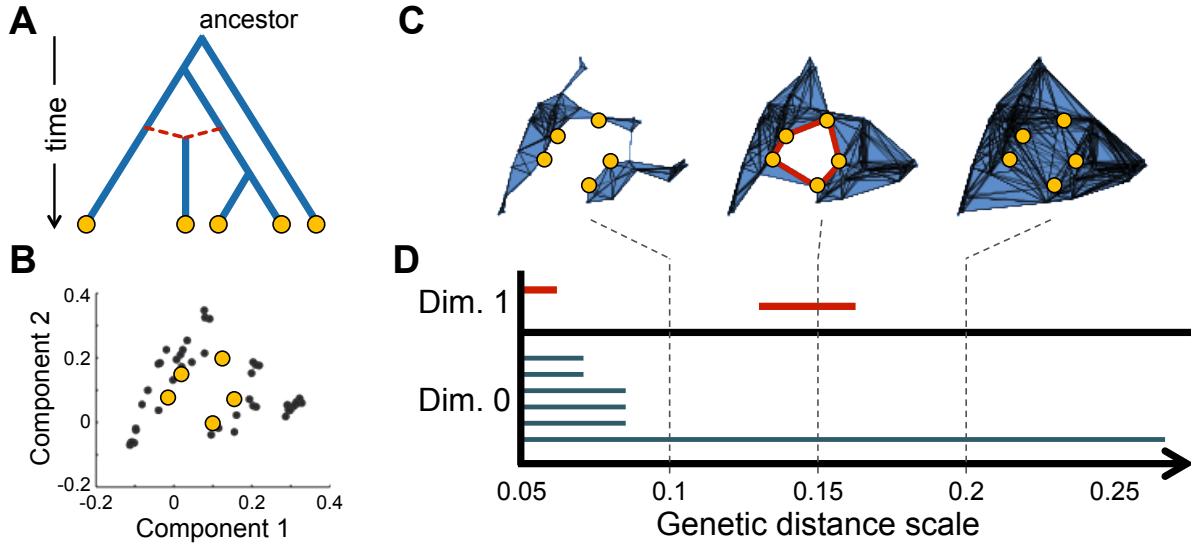 A
ancestor
time
B
Component 2
0.4
0.2
0
-0.2
-0.2 0 0.2 0.4
Component 1
C
D
Dim. 1
Dim. 0
0.05 0.1 0.15 0.2 0.25
Genetic distance scale